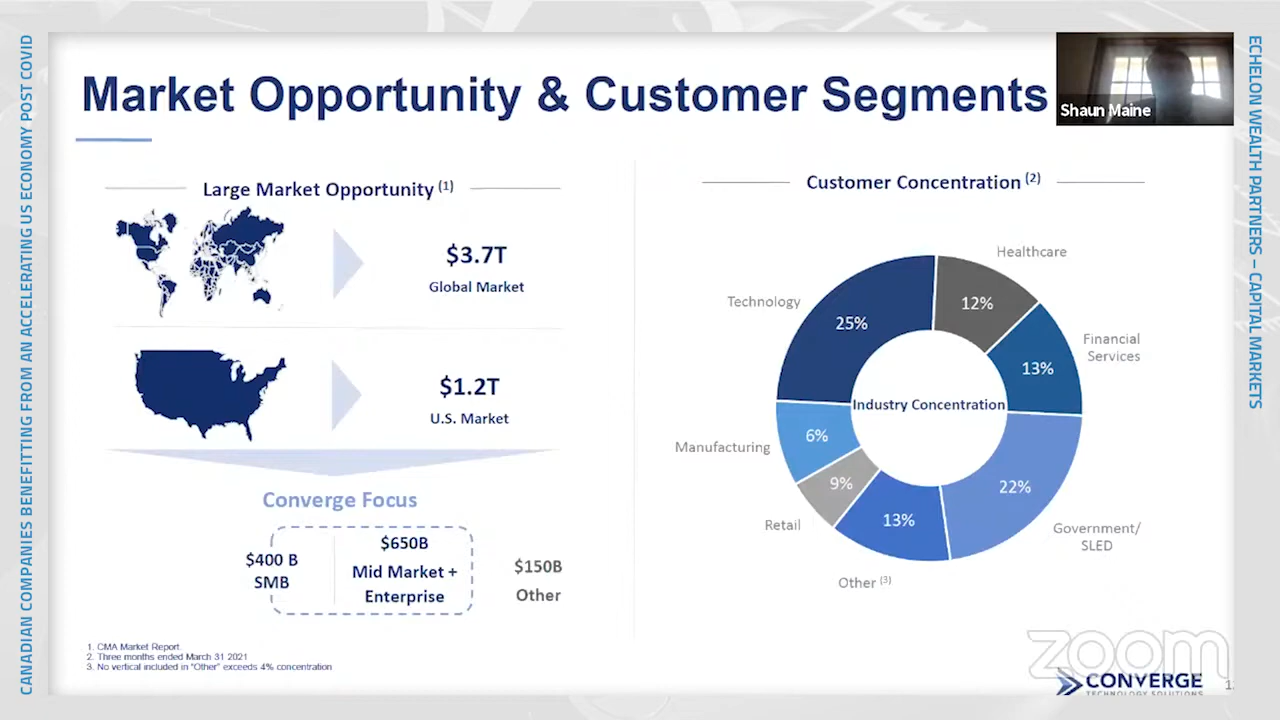 CANADIAN COMPANIES BENEFITTING FROM AN ACCELERATING US ECONOMY POST COVID
Market Opportunity & Customer Segments
Shaun Maine
Large Market Opportunity (1)
$3.7T
Global Market
$1.2T
U.S. Market
Converge Focus
$400 B
SMB
$650B
Mid Market +
Enterprise
$150B
Other
Customer Concentration (2)
Healthcare
12%
Financial
Services
13%
Government/
SLED
22%
Other (3)
13%
Retail
9%
Manufacturing
6%
Technology
25%
Industry Concentration
1. CMA Market Report
2. Three months ended March 31 2021
3. No vertical included in "Other" exceeds 4% concentration
zoom
CONVERGE
TECHNOLOGY SOLUTIONS
ECHELON WEALTH PARTNERS – CAPITAL MARKETS